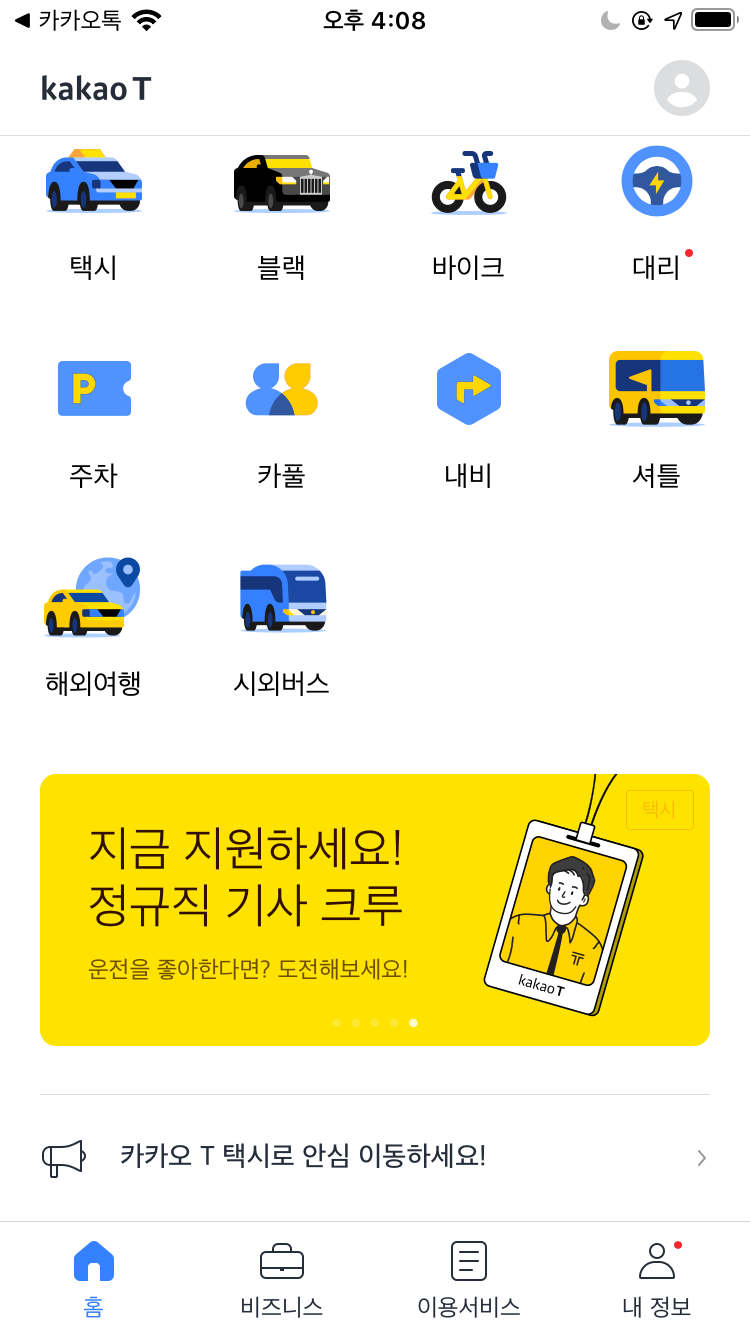 카카오톡
오후 4:08
kakao T
택시
블랙
바이크
대리
P
주차
카풀
내비
셔틀
해외여행
시외버스
택시
지금 지원하세요!
정규직 기사 크루
운전을 좋아한다면? 도전해보세요!
kakao T
카카오 T 택시로 안심 이동하세요!
홈
비즈니스
이용서비스
내 정보